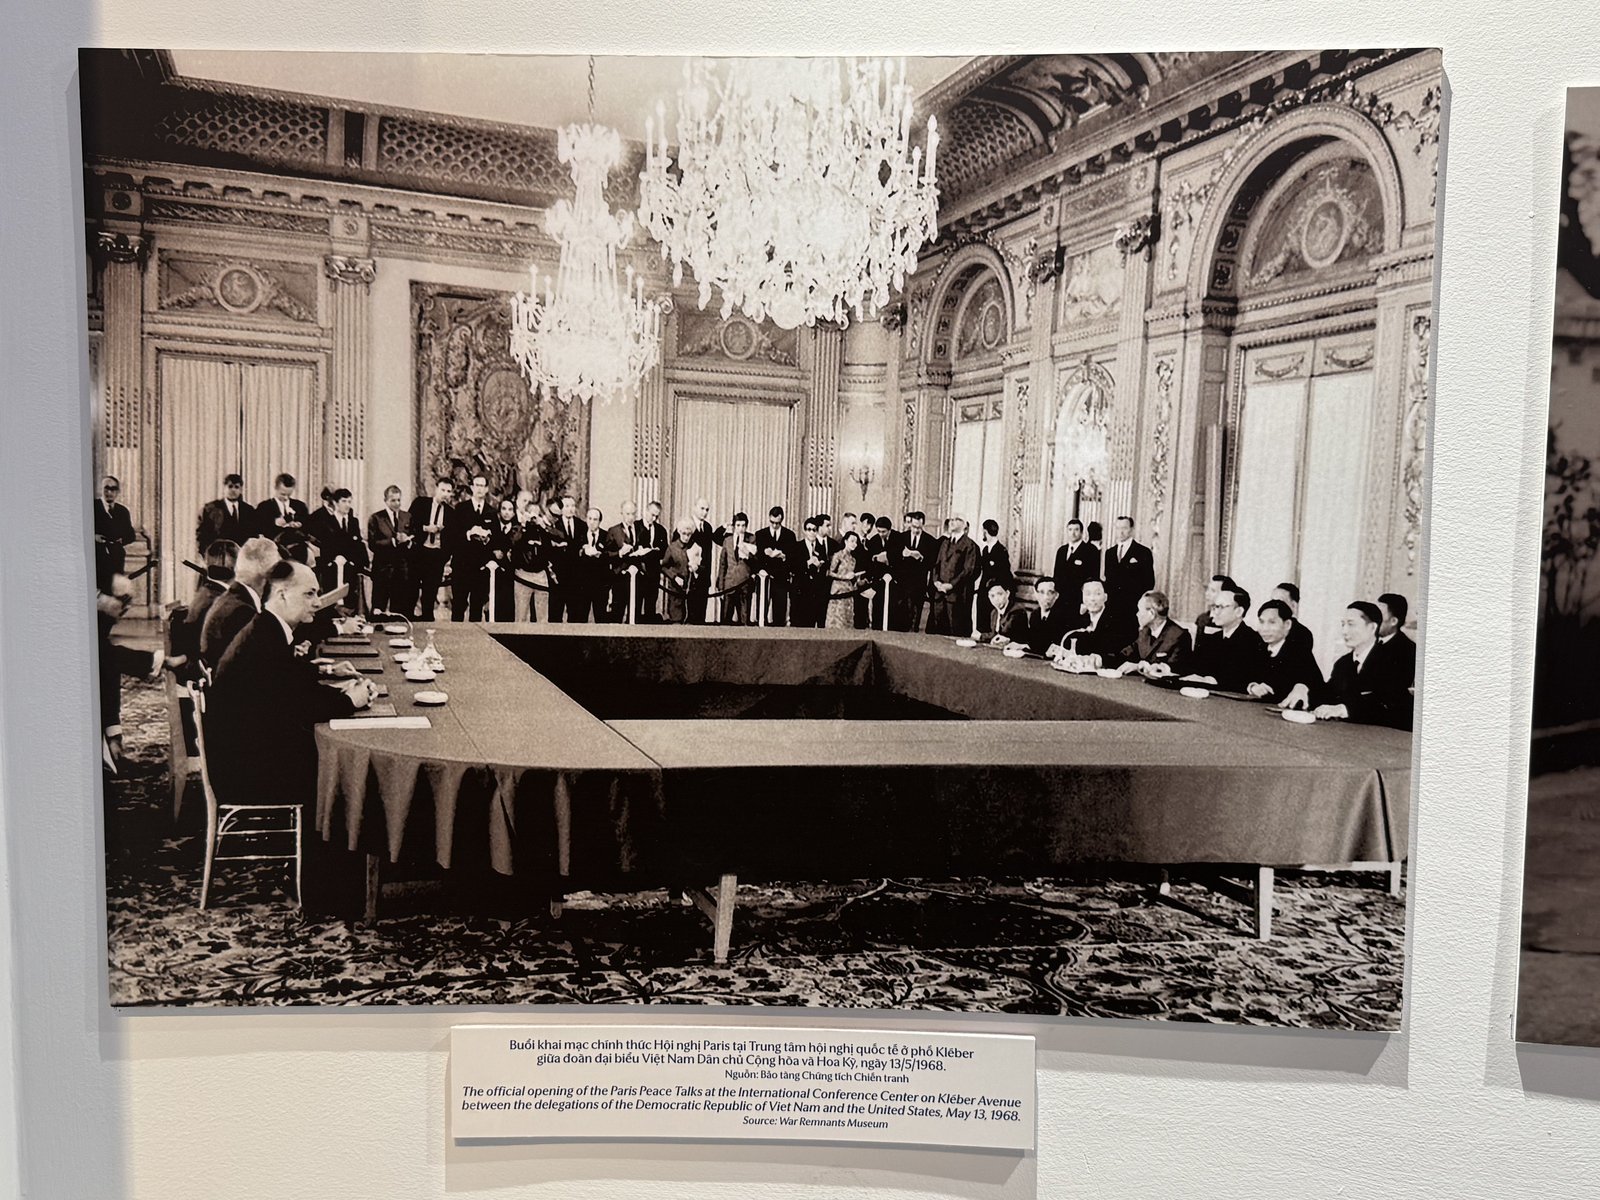 Buổi khai mạc chính thức Hội nghị Paris tại Trung tâm hội nghị quốc tế ở phố Kléber
giữa đoàn đại biểu Việt Nam Dân chủ Cộng hòa và Hoa Kỳ, ngày 13/5/1968.
Nguồn: Bảo tàng Chứng tích Chiến tranh
The official opening of the Paris Peace Talks at the International Conference Center on Kléber Avenue
between the delegations of the Democratic Republic of Viet Nam and the United States, May 13, 1968.
Source: War Remnants Museum